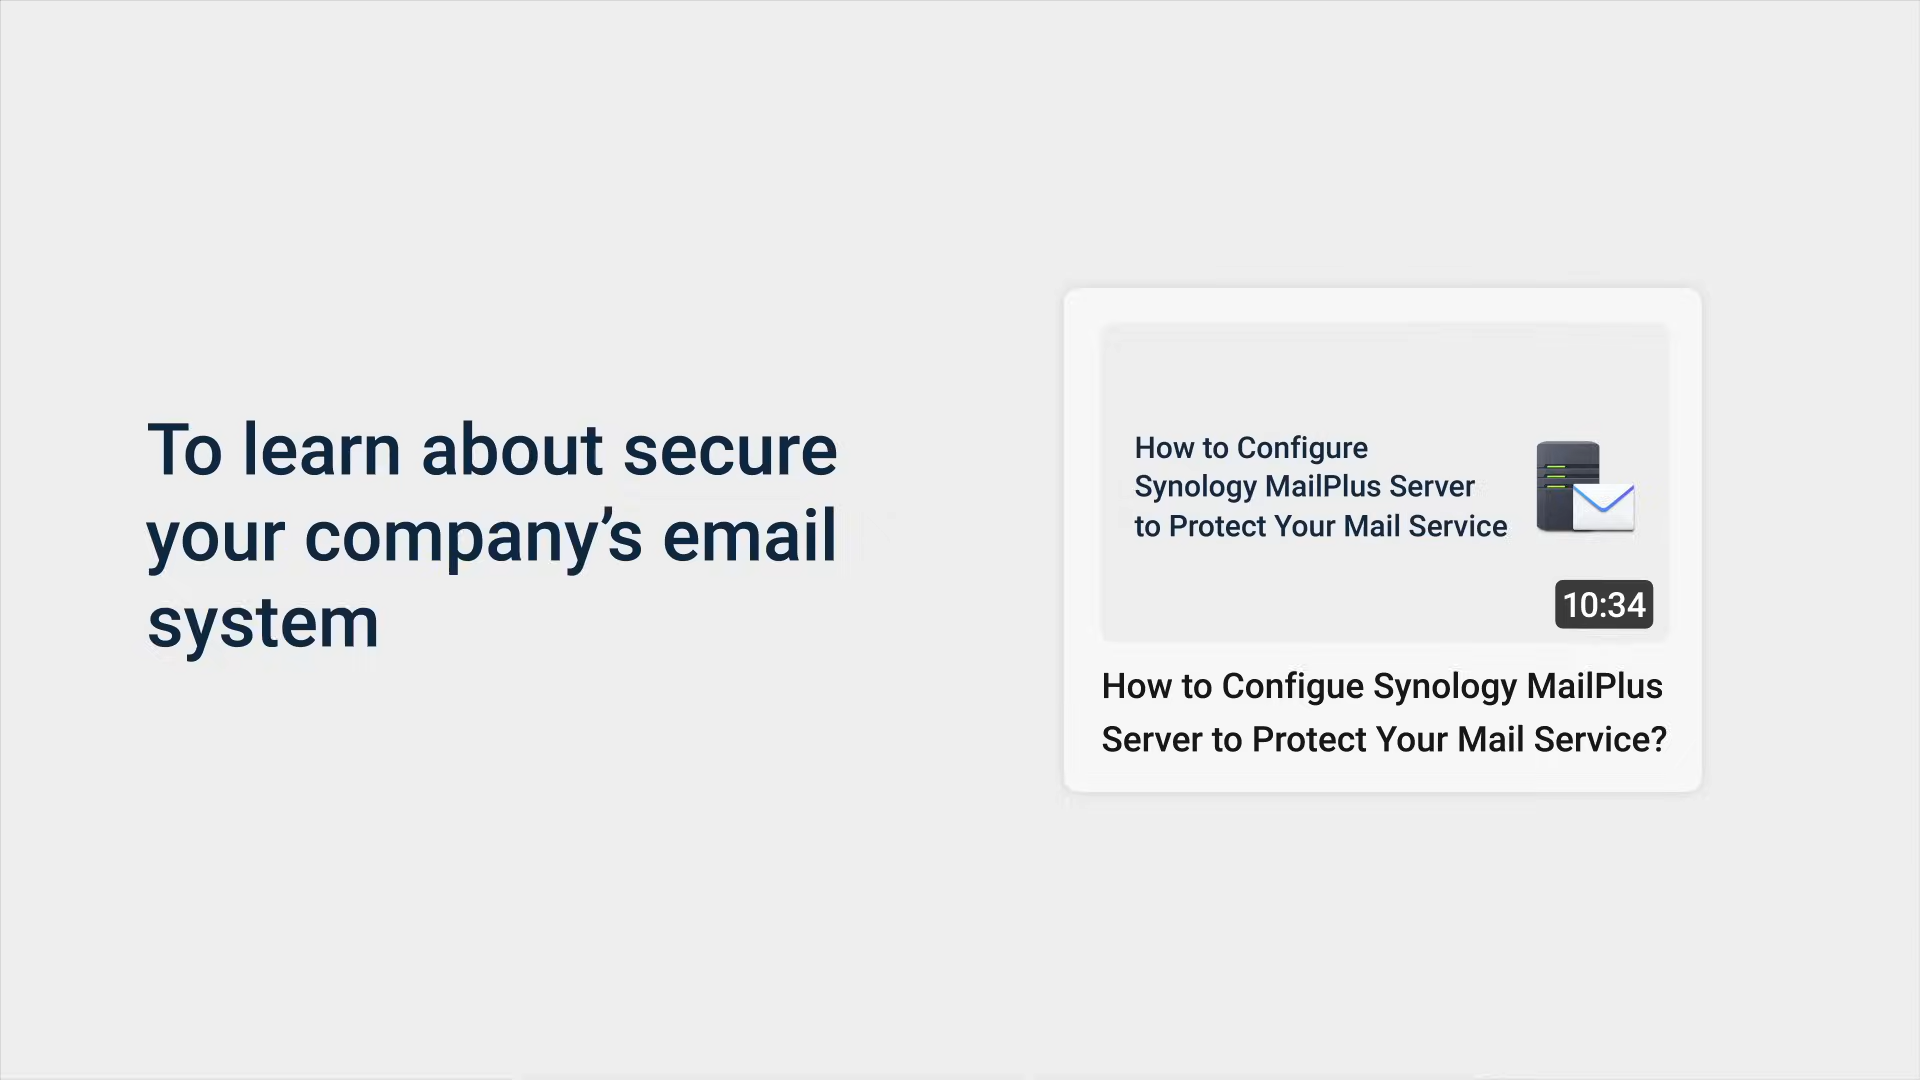 To learn about secure
your company’s email
system
How to Configure
Synology MailPlus Server
to Protect Your Mail Service
10:34
How to Configue Synology MailPlus
Server to Protect Your Mail Service?